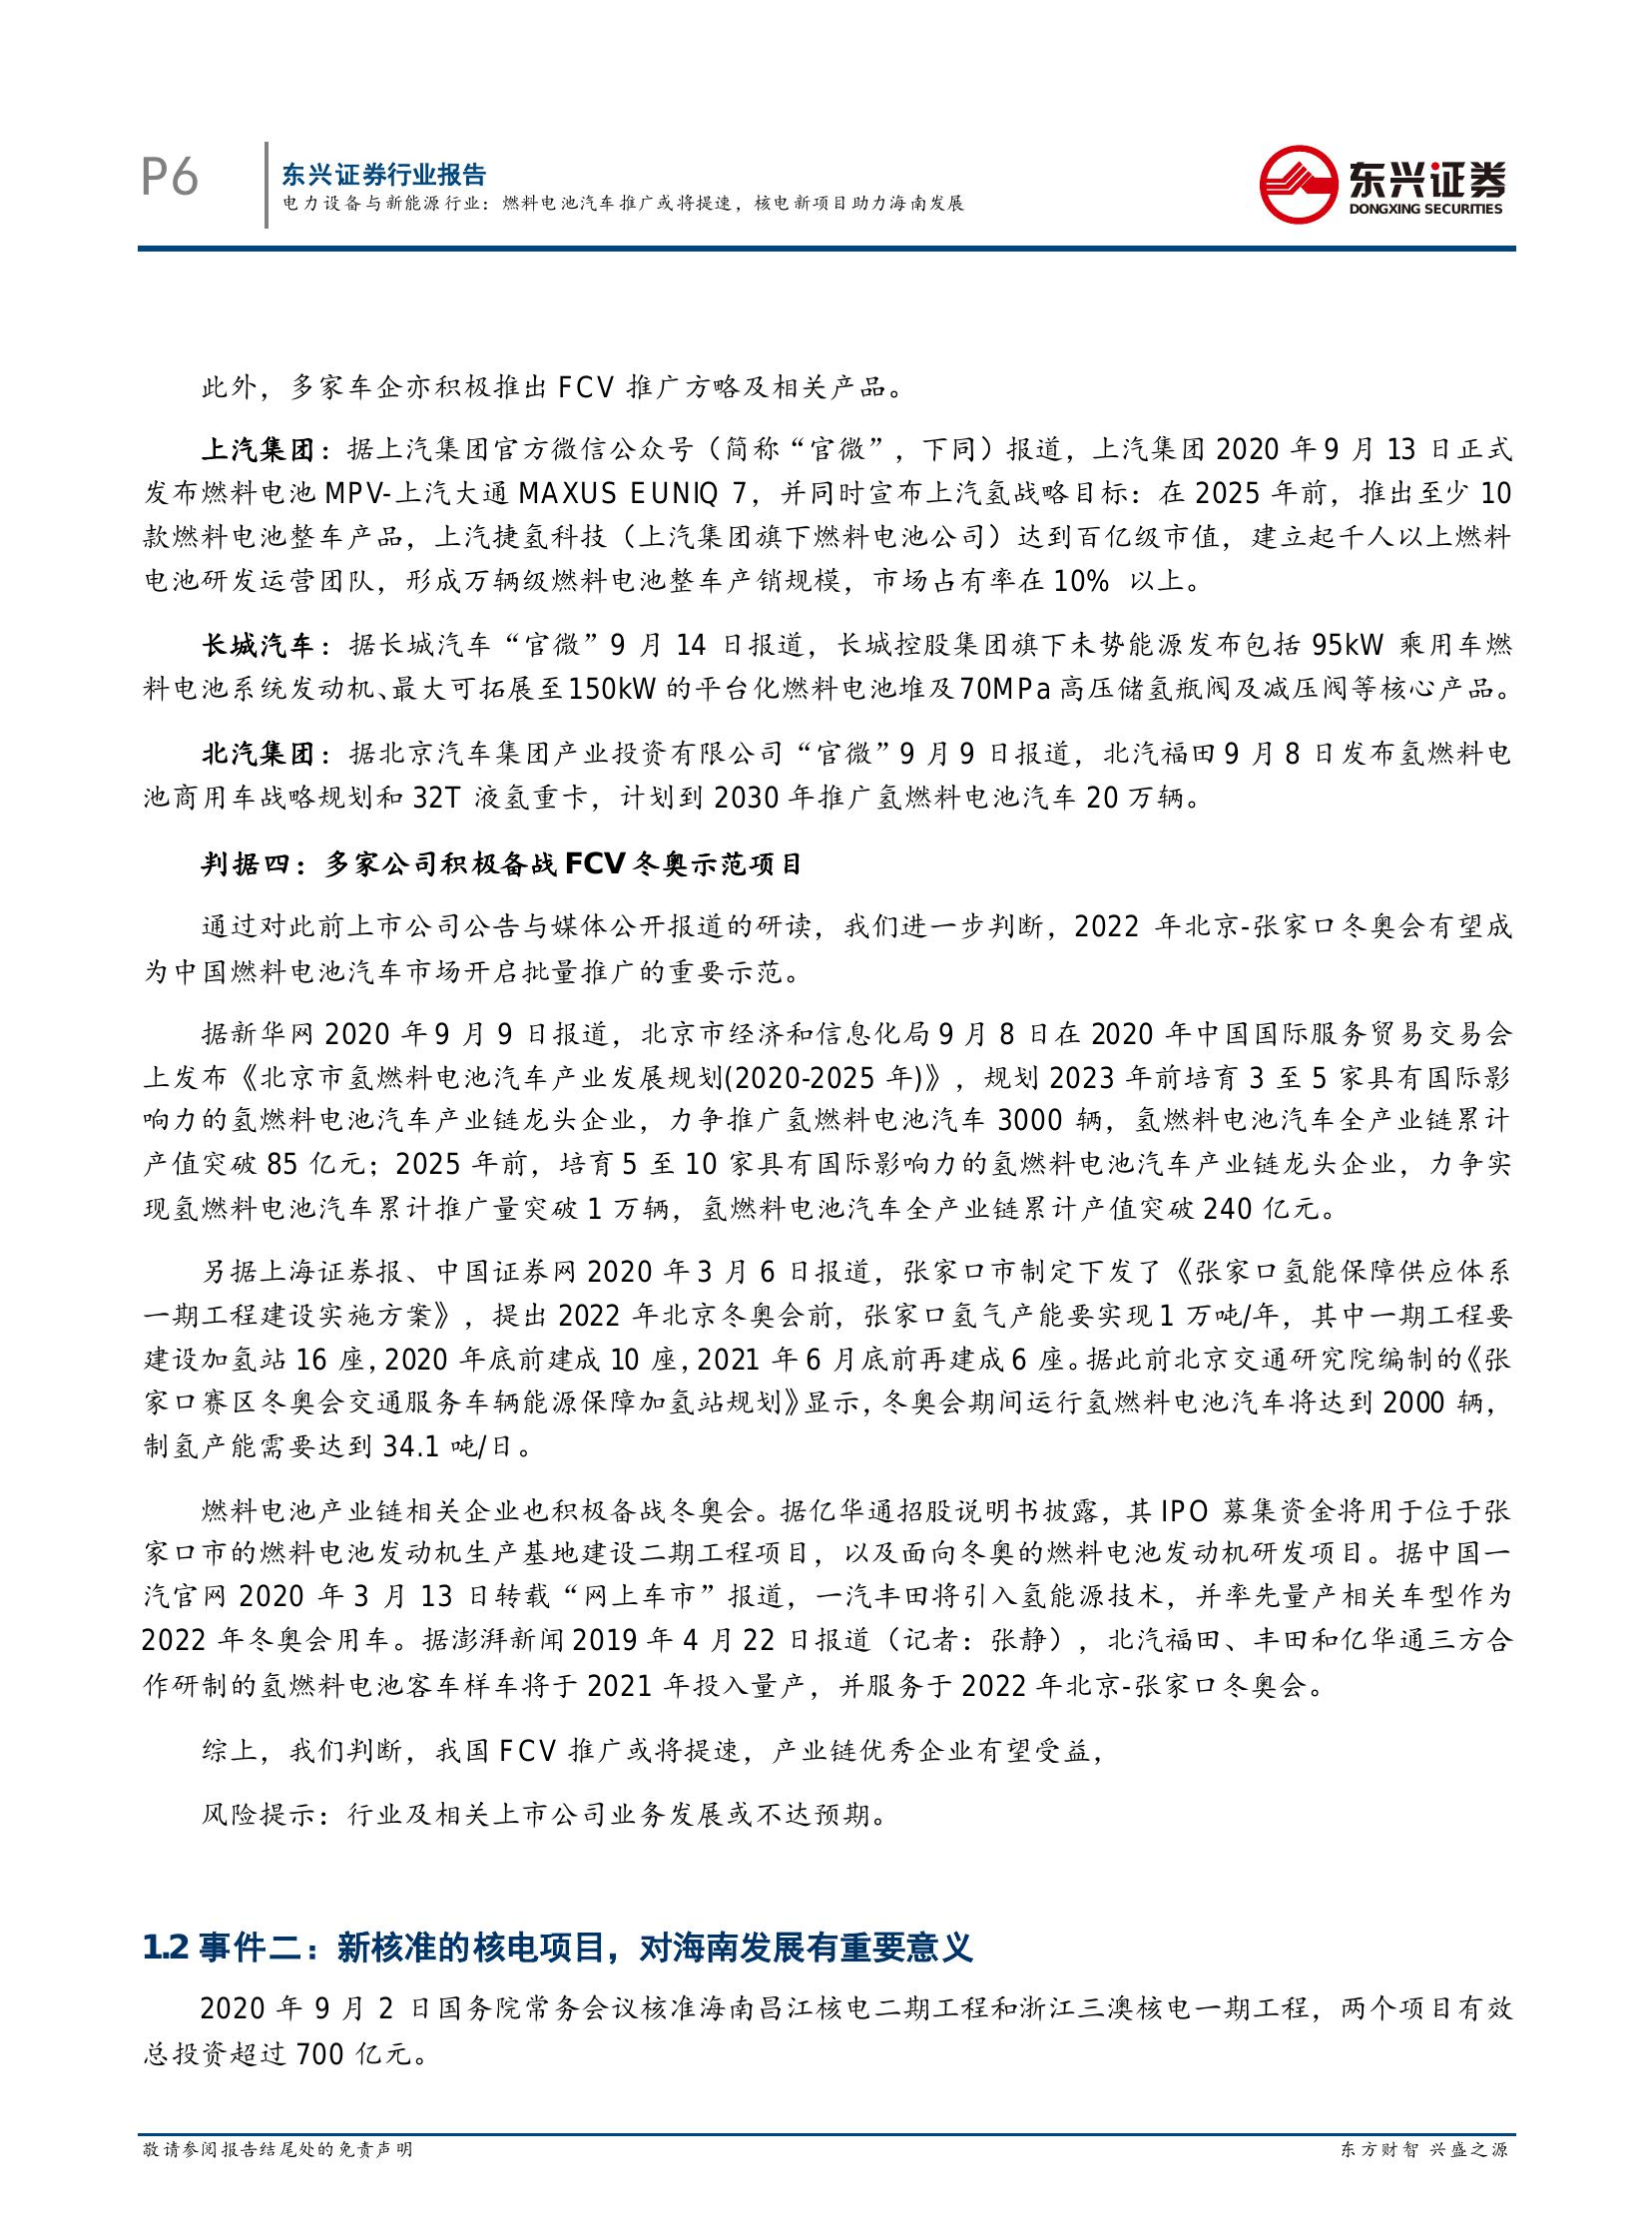 P6
东兴证券行业报告
电力设备与新能源行业：燃料电池汽车推广或将提速，核电新项目助力海南发展
东兴证券
DONGXING SECURITIES
此外，多家车企亦积极推出 FCV 推广方略及相关产品。
上汽集团：据上汽集团官方微信公众号（简称“官微”，下同）报道，上汽集团 2020 年 9 月 13 日正式
发布燃料电池 MPV-上汽大通 MAXUS EUNIQ 7，并同时宣布上汽氢战略目标：在 2025 年前，推出至少 10
款燃料电池整车产品，上汽捷氢科技（上汽集团旗下燃料电池公司）达到百亿级市值，建立起千人以上燃料
电池研发运营团队，形成万辆级燃料电池整车产销规模，市场占有率在 10% 以上。
长城汽车：据长城汽车“官微”9 月 14 日报道，长城控股集团旗下未势能源发布包括 95kW 乘用车燃
料电池系统发动机、最大可拓展至 150kW 的平台化燃料电池堆及 70MPa 高压储氢瓶阀及减压阀等核心产品。
北汽集团：据北京汽车集团产业投资有限公司“官微”9 月 9 日报道，北汽福田 9 月 8 日发布氢燃料电
池商用车战略规划和 32T 液氢重卡，计划到 2030 年推广氢燃料电池汽车 20 万辆。
判据四：多家公司积极备战 FCV 冬奥示范项目
通过对此前上市公司公告与媒体公开报道的研读，我们进一步判断，2022 年北京-张家口冬奥会有望成
为中国燃料电池汽车市场开启批量推广的重要示范。
据新华网 2020 年 9 月 9 日报道，北京市经济和信息化局 9 月 8 日在 2020 年中国国际服务贸易交易会
上发布《北京市氢燃料电池汽车产业发展规划(2020-2025 年)》，规划 2023 年前培育 3 至 5 家具有国际影
响力的氢燃料电池汽车产业链龙头企业，力争推广氢燃料电池汽车 3000 辆，氢燃料电池汽车全产业链累计
产值突破 85 亿元；2025 年前，培育 5 至 10 家具有国际影响力的氢燃料电池汽车产业链龙头企业，力争实
现氢燃料电池汽车累计推广量突破 1 万辆，氢燃料电池汽车全产业链累计产值突破 240 亿元。
另据上海证券报、中国证券网 2020 年 3 月 6 日报道，张家口市制定下发了《张家口氢能保障供应体系
一期工程建设实施方案》，提出 2022 年北京冬奥会前，张家口氢气产能要实现 1 万吨/年，其中一期工程要
建设加氢站 16 座，2020 年底前建成 10 座，2021 年 6 月底前再建成 6 座。据此前北京交通研究院编制的《张
家口赛区冬奥会交通服务车辆能源保障加氢站规划》显示，冬奥会期间运行氢燃料电池汽车将达到 2000 辆，
制氢产能需要达到 34.1 吨/日。
燃料电池产业链相关企业也积极备战冬奥会。据亿华通招股说明书披露，其 IPO 募集资金将用于位于张
家口市的燃料电池发动机生产基地建设二期工程项目，以及面向冬奥的燃料电池发动机研发项目。据中国一
汽官网 2020 年 3 月 13 日转载“网上车市”报道，一汽丰田将引入氢能源技术，并率先量产相关车型作为
2022 年冬奥会用车。据澎湃新闻 2019 年 4 月 22 日报道（记者：张静），北汽福田、丰田和亿华通三方合
作研制的氢燃料电池客车样车将于 2021 年投入量产，并服务于 2022 年北京-张家口冬奥会。
综上，我们判断，我国 FCV 推广或将提速，产业链优秀企业有望受益，
风险提示：行业及相关上市公司业务发展或不达预期。
1.2 事件二：新核准的核电项目，对海南发展有重要意义
2020 年 9 月 2 日国务院常务会议核准海南昌江核电二期工程和浙江三澳核电一期工程，两个项目有效
总投资超过 700 亿元。
敬请参阅报告结尾处的免责声明
东方财智 兴盛之源